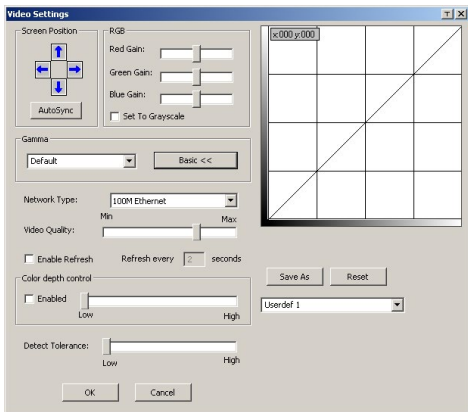 Video Settings
Screen Position
AutoSync
RGB
Red Gain:
Green Gain:
Blue Gain:
Set To Grayscale
x:000 y:000
Gamma
Default
Basic <<
Network Type:
100M Ethernet
Min
Max
Video Quality:
Enable Refresh
Refresh every 2 seconds
Color depth control
Enabled
Low
High
Save As
Reset
Userdef 1
Detect Tolerance:
Low
High
OK
Cancel